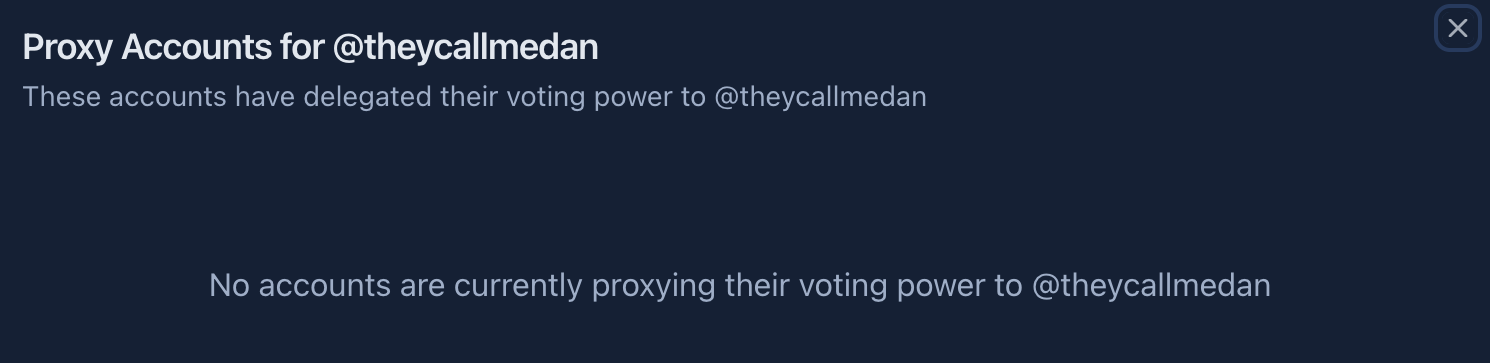 Proxy Accounts for @theycallmedan
These accounts have delegated their voting power to @theycallmedan
No accounts are currently proxying their voting power to @theycallmedan